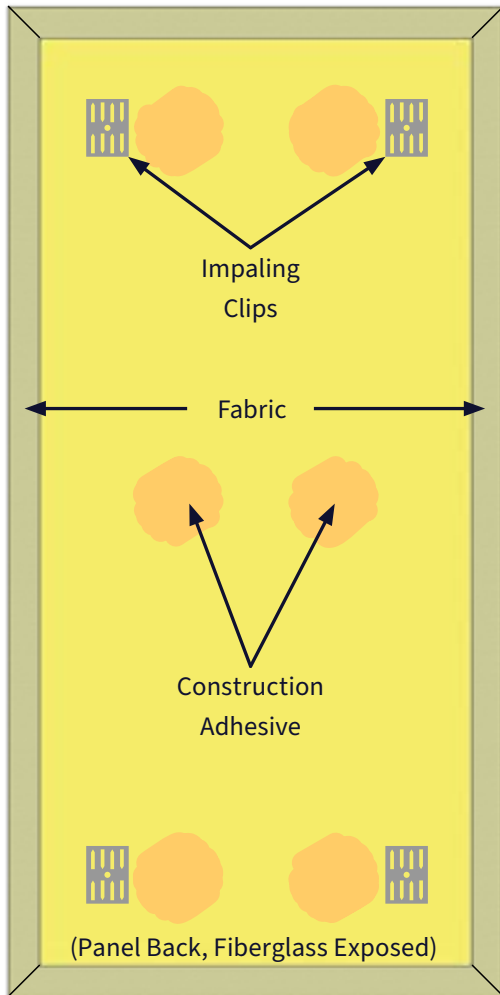 Impaling
Clips
Fabric
Construction
Adhesive
(Panel Back, Fiberglass Exposed)